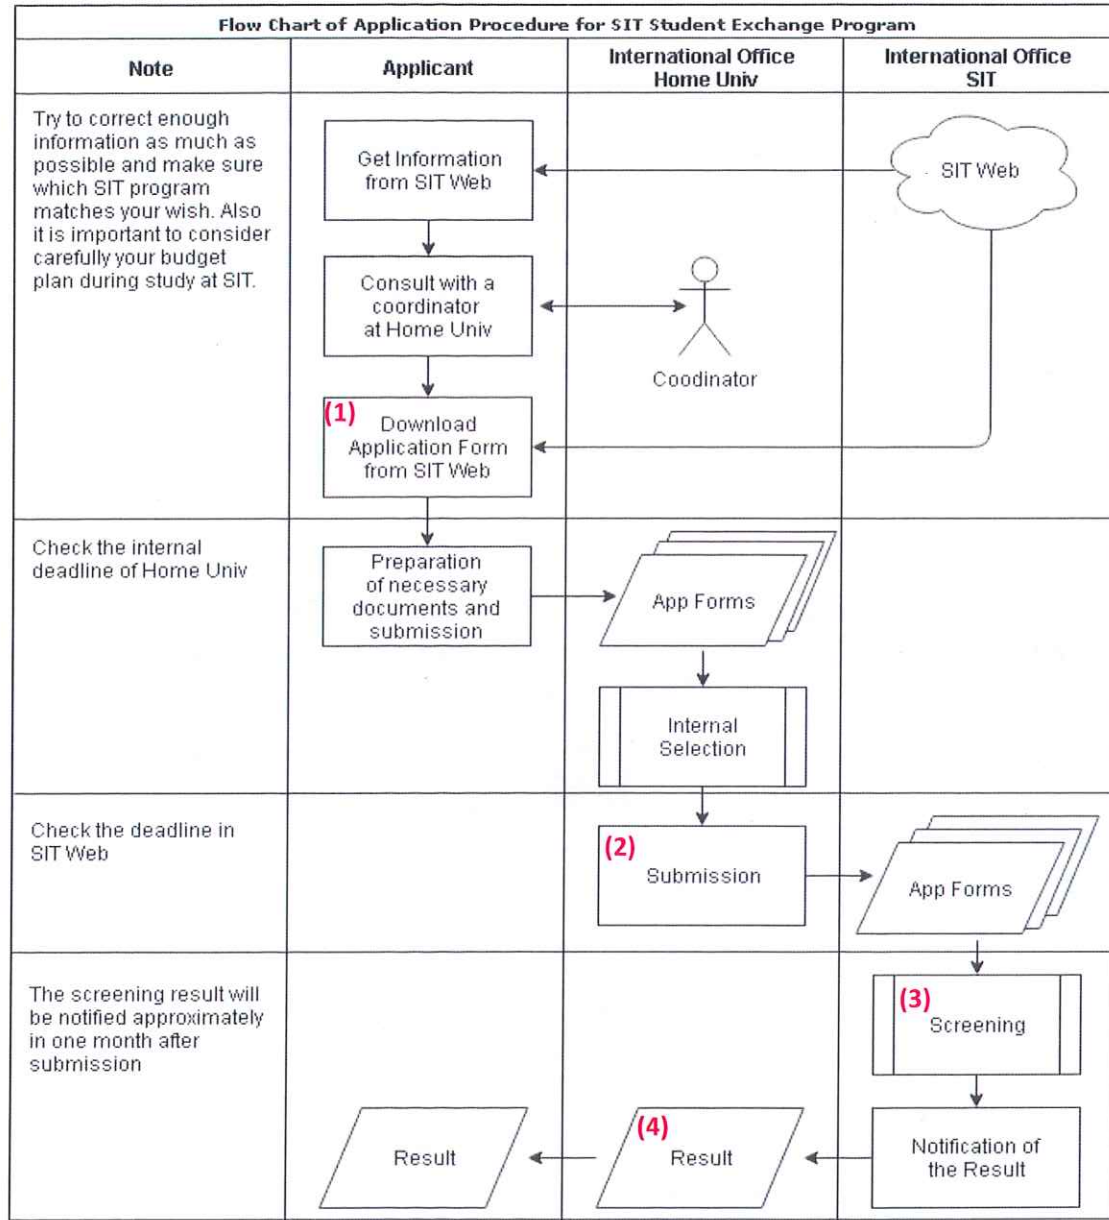 Flow Chart of Application Procedure for SIT Student Exchange Program
Note
Applicant
International Office
Home Univ
International Office
SIT
Try to correct enough
information as much as
possible and make sure
which SIT program
matches your wish. Also
it is important to consider
carefully your budget
plan during study at SIT.
Get Information
from SIT Web
SIT Web
Consult with a
coordinator
at Home Univ
Coodinator
(1)
Download
Application Form
from SIT Web
Check the internal
deadline of Home Univ
Preparation
of necessary
documents and
submission
App Forms
Internal
Selection
Check the deadline in
SIT Web
(2)
Submission
App Forms
The screening result will
be notified approximately
in one month after
submission
(3)
Screening
Notification of
the Result
(4)
Result
Result